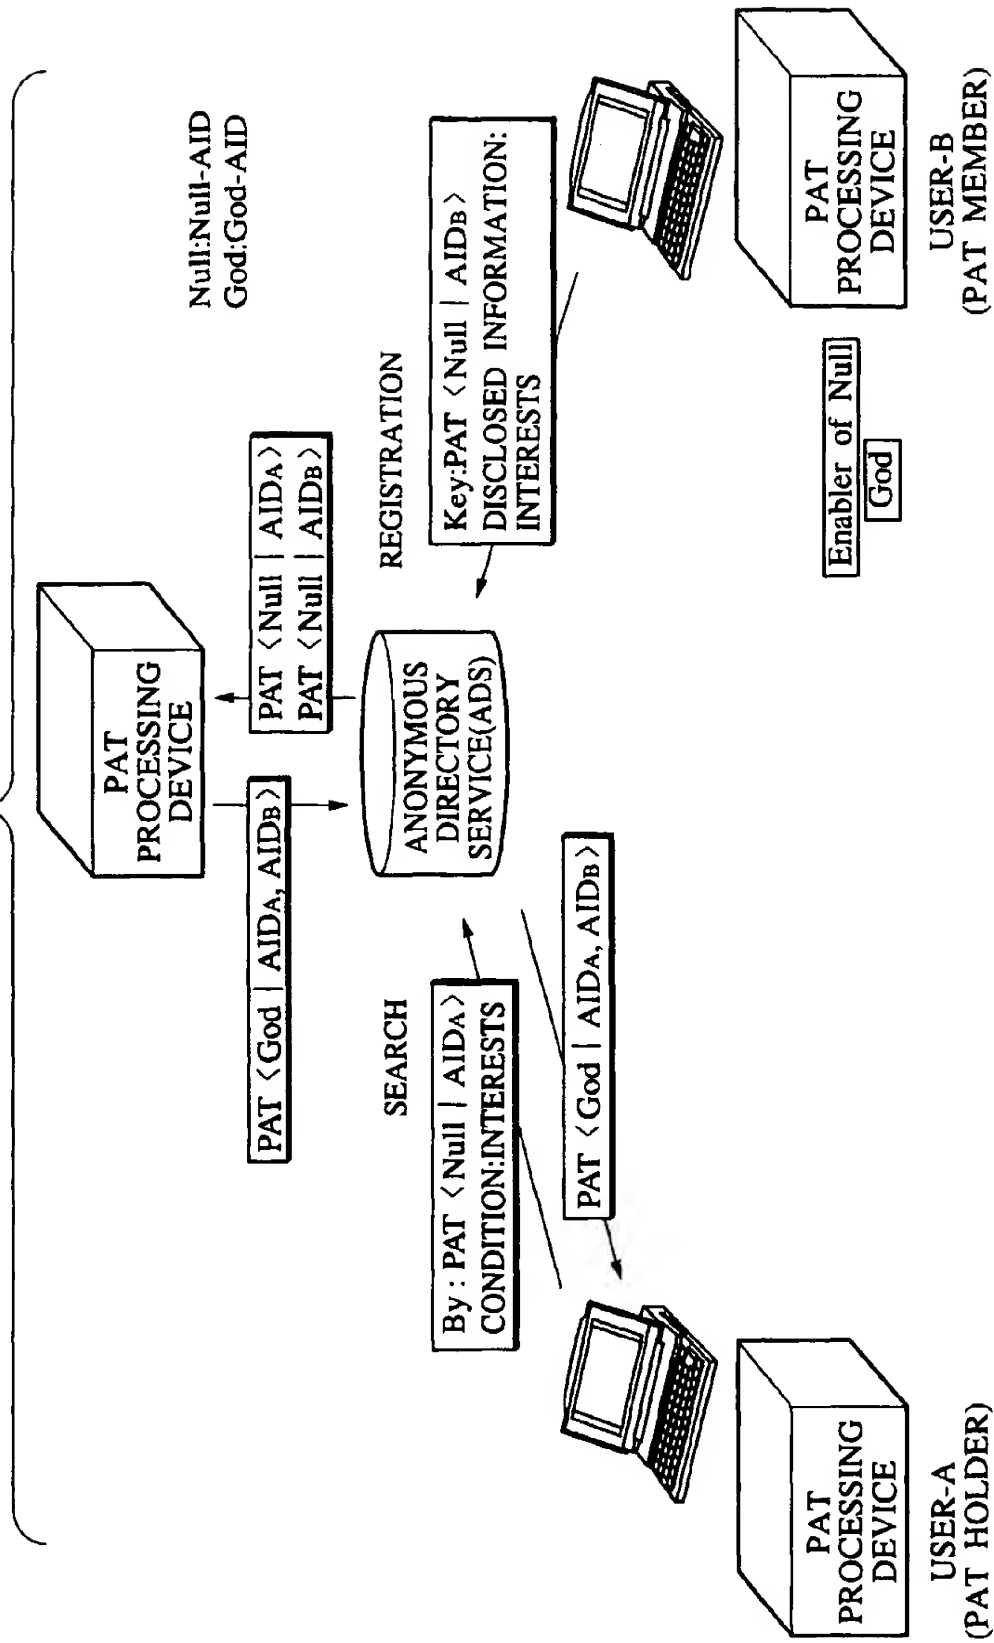 Null:Null-AID
God:God-AID
PAT
PROCESSING
DEVICE
PAT <God | AIDA, AIDB>
PAT <Null | AIDA>
PAT <Null | AIDB>
SEARCH
REGISTRATION
ANONYMOUS
DIRECTORY
SERVICE(ADS)
By : PAT <Null | AIDA>
CONDITION:INTERESTS
Key:PAT <Null | AIDB>
DISCLOSED INFORMATION:
INTERESTS
PAT <God | AIDA, AIDB>
PAT
PROCESSING
DEVICE
USER-A
(PAT HOLDER)
Enabler of Null
God
PAT
PROCESSING
DEVICE
USER-B
(PAT MEMBER)